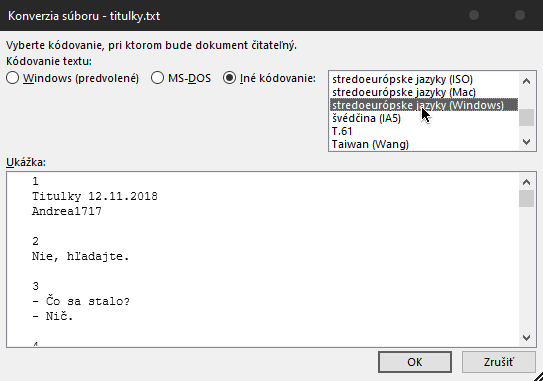 Konverzia súboru - titulky.txt
Vyberte kódovanie, pri ktorom bude dokument čitateľný.
Kódovanie textu:
Windows (predvolené) MS-DOS Iné kódovanie:
stredoeurópske jazyky (ISO)
stredoeurópske jazyky (Mac)
stredoeurópske jazyky (Windows)
švédčina (IA5)
T.61
Taiwan (Wang)
Ukážka:
1
Titulky 12.11.2018
Andrea1717
2
Nie, hľadajte.
3
- Čo sa stalo?
- Nič.
4
OK Zrušiť